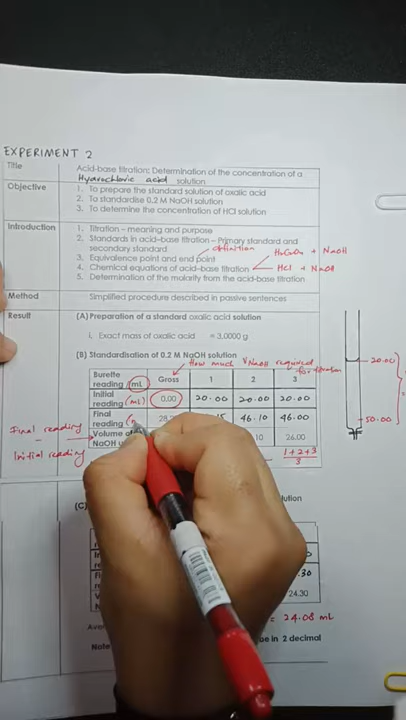 EXPERIMENT 2
Title
Acid-base titration: Determination of the concentration of a
Hydrochloric acid solution
Objective
1. To prepare the standard solution of oxalic acid
2. To standardise 0.2 M NaOH solution
3. To determine the concentration of HCl solution
Introduction
1. Titration – meaning and purpose
2. Standards in acid-base titration – Primary standard and
secondary standard
definition
3. Equivalence point and end point
4. Chemical equations of acid–base titration
H₂C₂O₄ + NaOH
HCl + NaOH
5. Determination of the molarity from the acid-base titration
Method
Simplified procedure described in passive sentences
Result
(A) Preparation of a standard oxalic acid solution
i. Exact mass of oxalic acid = 3.0000 g
(B) Standardisation of 0.2 M NaOH solution
How much V NaOH required
for titration
Burette
reading (mL) Gross 1 2 3
Initial
reading (mL) 0.00 20.00 20.00 20.00
Final
reading 46.10 46.00
Volume of
NaOH 26.00
Final reading
–
Initial reading
1+2+3
3
20.00
50.00
(C)
24.30
= 24.08 mL
in 2 decimal
Note